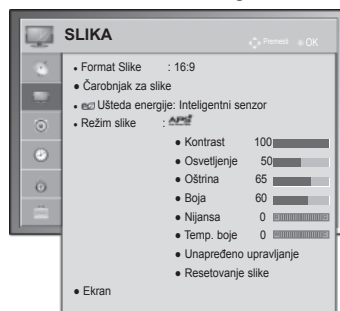 SLIKA
Premesti OK
• Format Slike : 16:9
• Čarobnjak za slike
• Ušteda energije: Inteligentni senzor
• Režim slike :
• Kontrast 100
• Osvetljenje 50
• Oštrina 65
• Boja 60
• Nijansa 0
• Temp. boje 0
• Unapređeno upravljanje
• Resetovanje slike
• Ekran